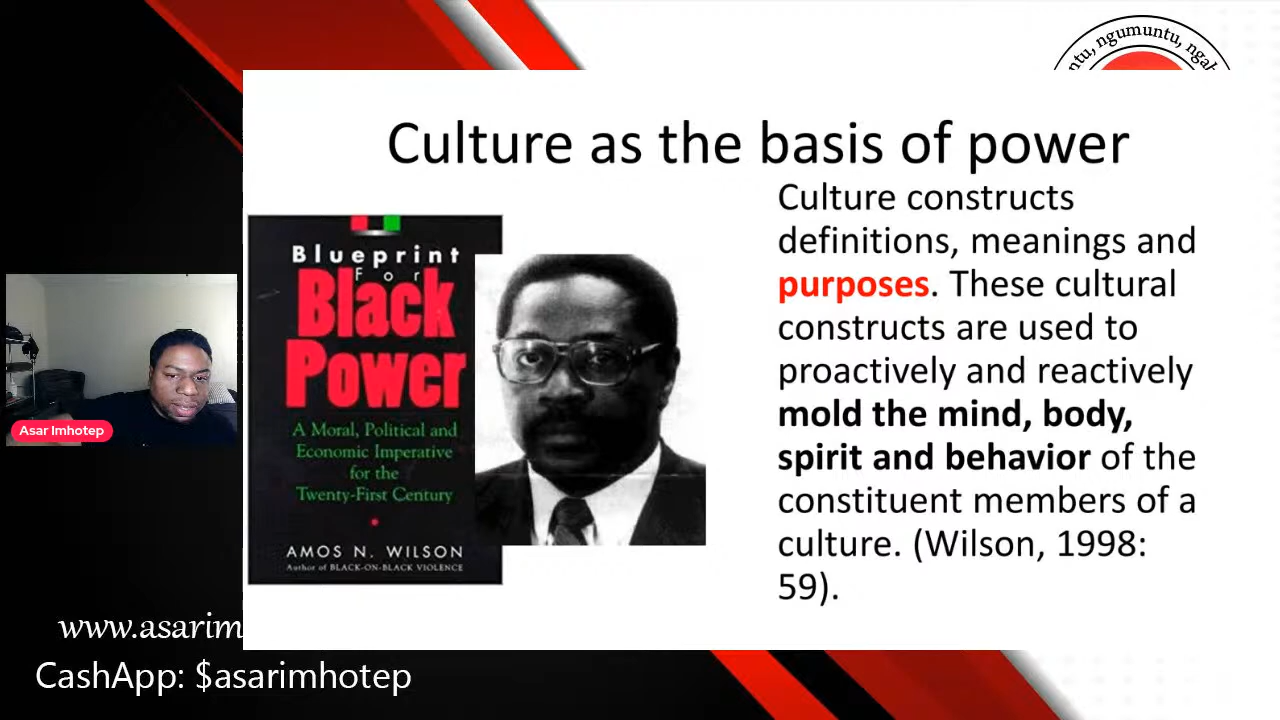 ntu, ngumuntu, ngab
Culture as the basis of power
Blueprint
For
Black
Power
A Moral, Political and
Economic Imperative
for the
Twenty-First Century
AMOS N. WILSON
Author of BLACK-ON-BLACK VIOLENCE
Culture constructs
definitions, meanings and
purposes. These cultural
constructs are used to
proactively and reactively
mold the mind, body,
spirit and behavior of the
constituent members of a
culture. (Wilson, 1998:
59).
Asar Imhotep
www.asarim
CashApp: $asarimhotep